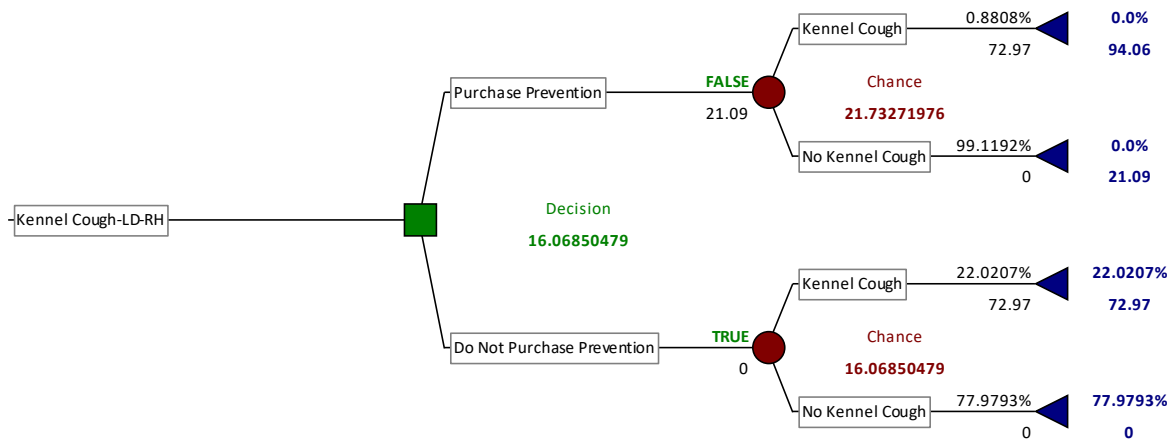 0.8808% 0.0%
Kennel Cough
72.97 94.06
FALSE Chance
Purchase Prevention
21.09 21.73271976
99.1192% 0.0%
No Kennel Cough
0 21.09
Decision
Kennel Cough-LD-RH
16.06850479
22.0207% 22.0207%
Kennel Cough
72.97 72.97
TRUE Chance
Do Not Purchase Prevention
0 16.06850479
77.9793% 77.9793%
No Kennel Cough
0 0